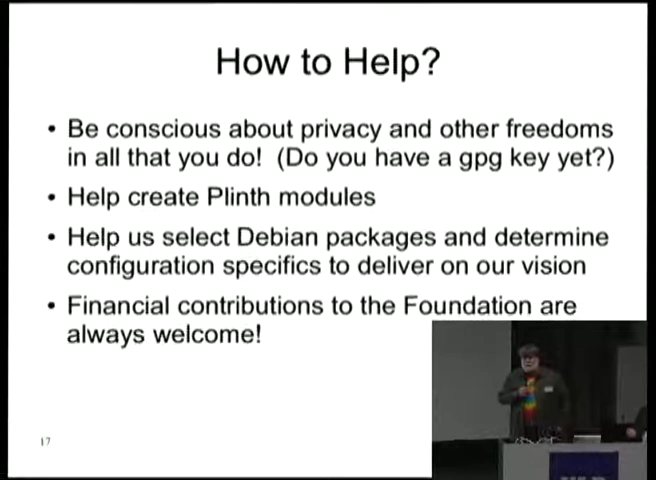 How to Help?
• Be conscious about privacy and other freedoms
in all that you do! (Do you have a gpg key yet?)
• Help create Plinth modules
• Help us select Debian packages and determine
configuration specifics to deliver on our vision
• Financial contributions to the Foundation are
always welcome!
17